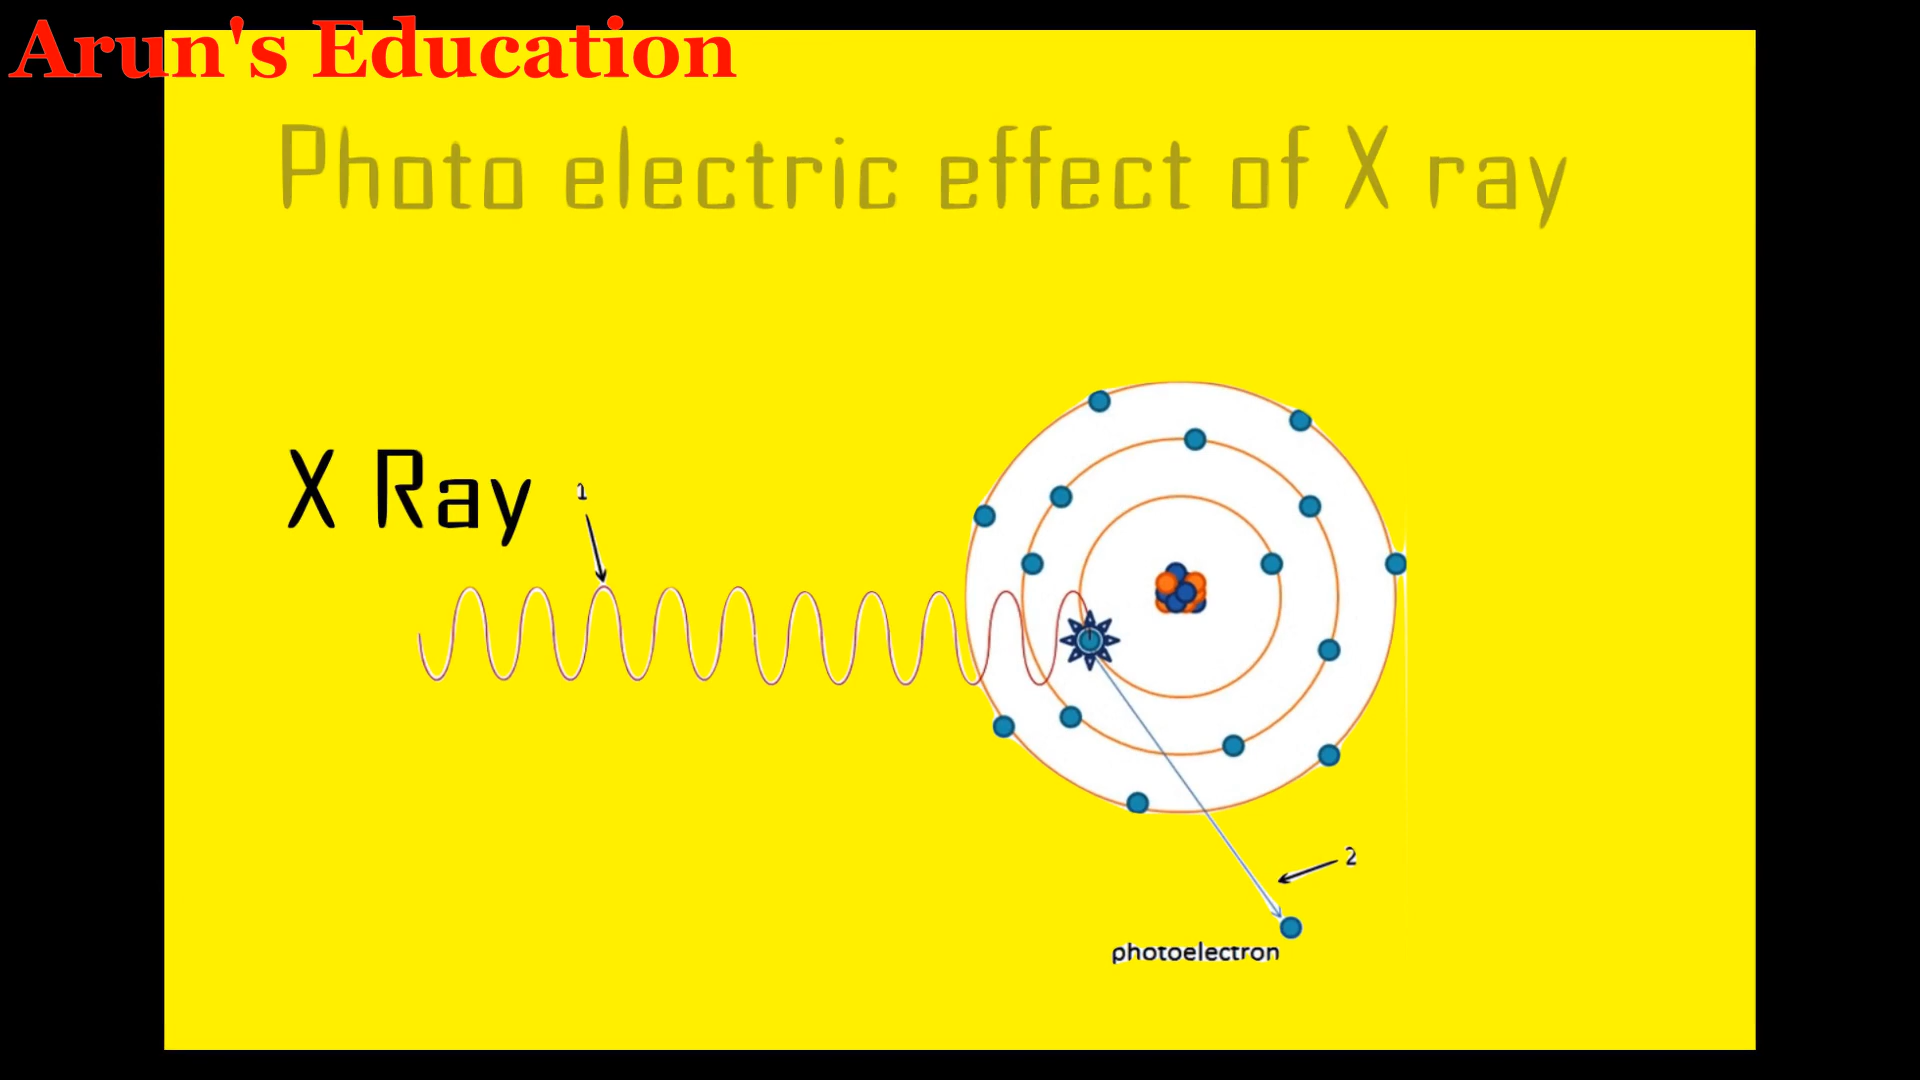 Arun's Education
Photo electric effect of X ray
X Ray
1
2
photoelectron